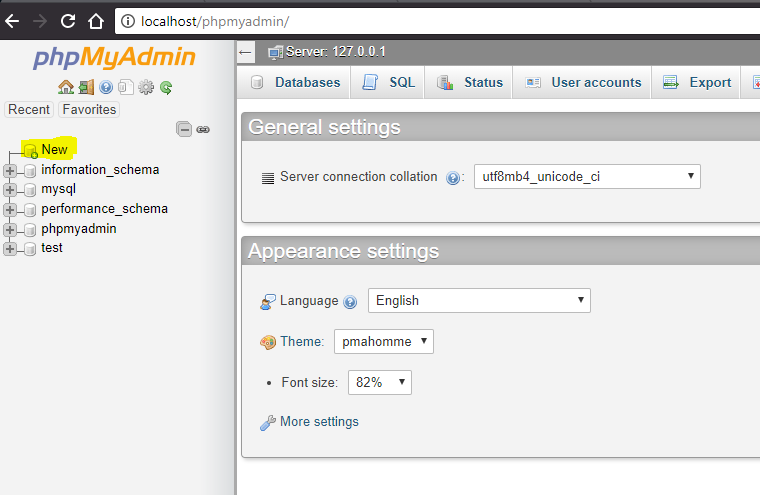 localhost/phpmyadmin/
phpMyAdmin
Recent Favorites
New
information_schema
mysql
performance_schema
phpmyadmin
test
Server: 127.0.0.1
Databases SQL Status User accounts Export
General settings
Server connection collation : utf8mb4_unicode_ci
Appearance settings
Language English
Theme: pmahomme
• Font size: 82%
More settings